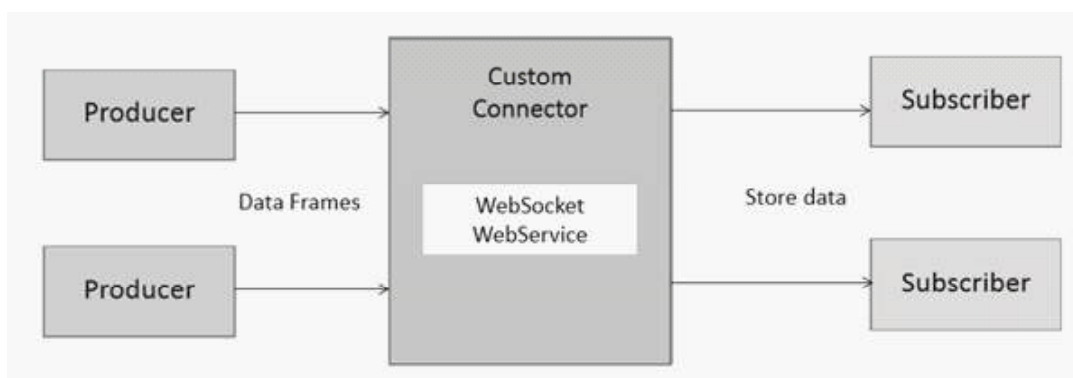 Producer
Custom
Connector
Subscriber
Data Frames
WebSocket
WebService
Store data
Producer
Subscriber